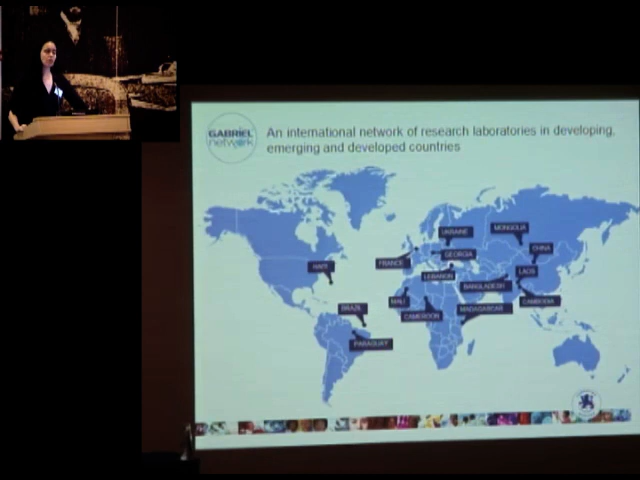 GABRIEL
network
An international network of research laboratories in developing,
emerging and developed countries
UKRAINE
MONGOLIA
CHINA
GEORGIA
FRANCE
HAITI
LEBANON
LAOS
BANGLADESH
MALI
CAMBODIA
BRAZIL
CAMEROON
MADAGASCAR
PARAGUAY